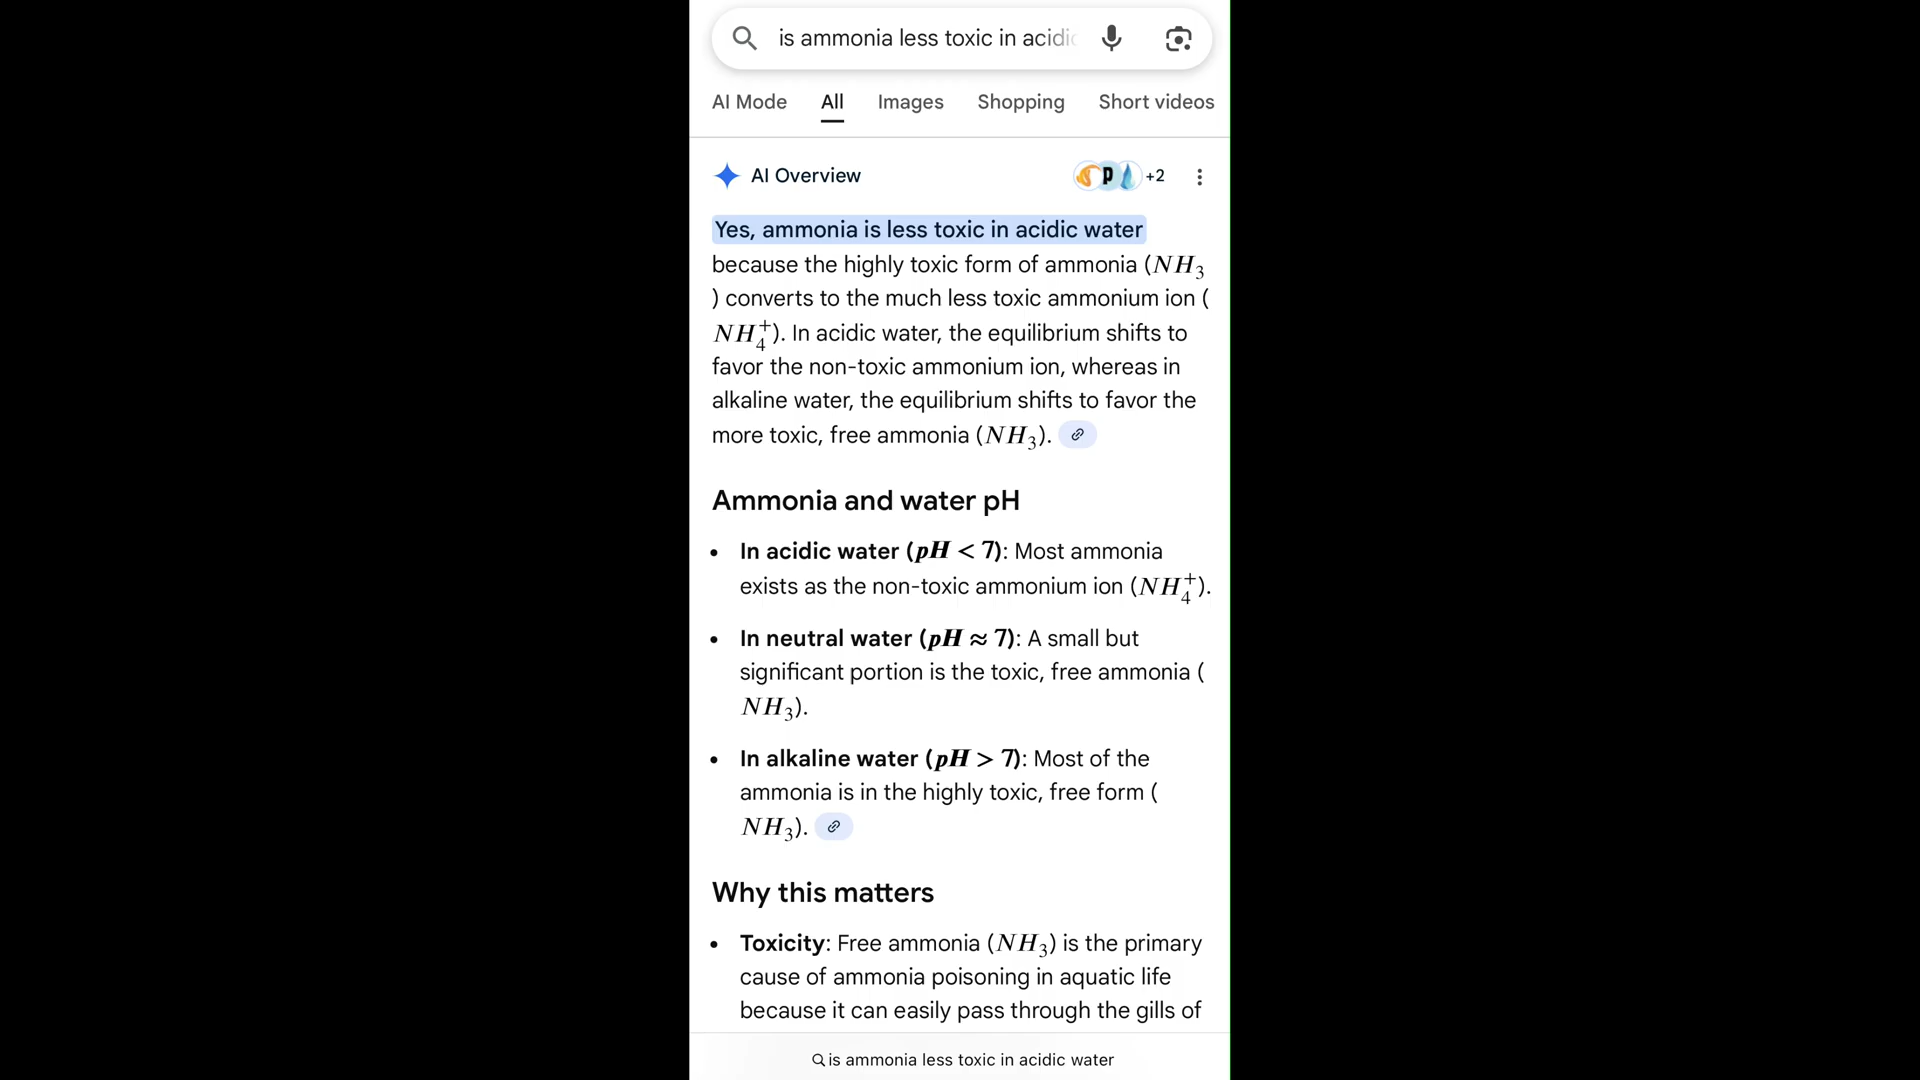 is ammonia less toxic in acidic
AI Mode All Images Shopping Short videos
AI Overview +2
Yes, ammonia is less toxic in acidic water
because the highly toxic form of ammonia (NH₃
) converts to the much less toxic ammonium ion (
NH₄⁺). In acidic water, the equilibrium shifts to
favor the non-toxic ammonium ion, whereas in
alkaline water, the equilibrium shifts to favor the
more toxic, free ammonia (NH₃).
Ammonia and water pH
• In acidic water (pH < 7): Most ammonia
exists as the non-toxic ammonium ion (NH₄⁺).
• In neutral water (pH ≈ 7): A small but
significant portion is the toxic, free ammonia (
NH₃).
• In alkaline water (pH > 7): Most of the
ammonia is in the highly toxic, free form (
NH₃).
Why this matters
• Toxicity: Free ammonia (NH₃) is the primary
cause of ammonia poisoning in aquatic life
because it can easily pass through the gills of
is ammonia less toxic in acidic water